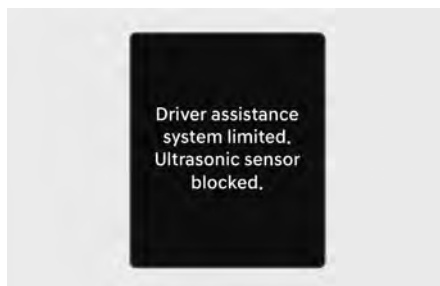 Driver assistance
system limited.
Ultrasonic sensor
blocked.